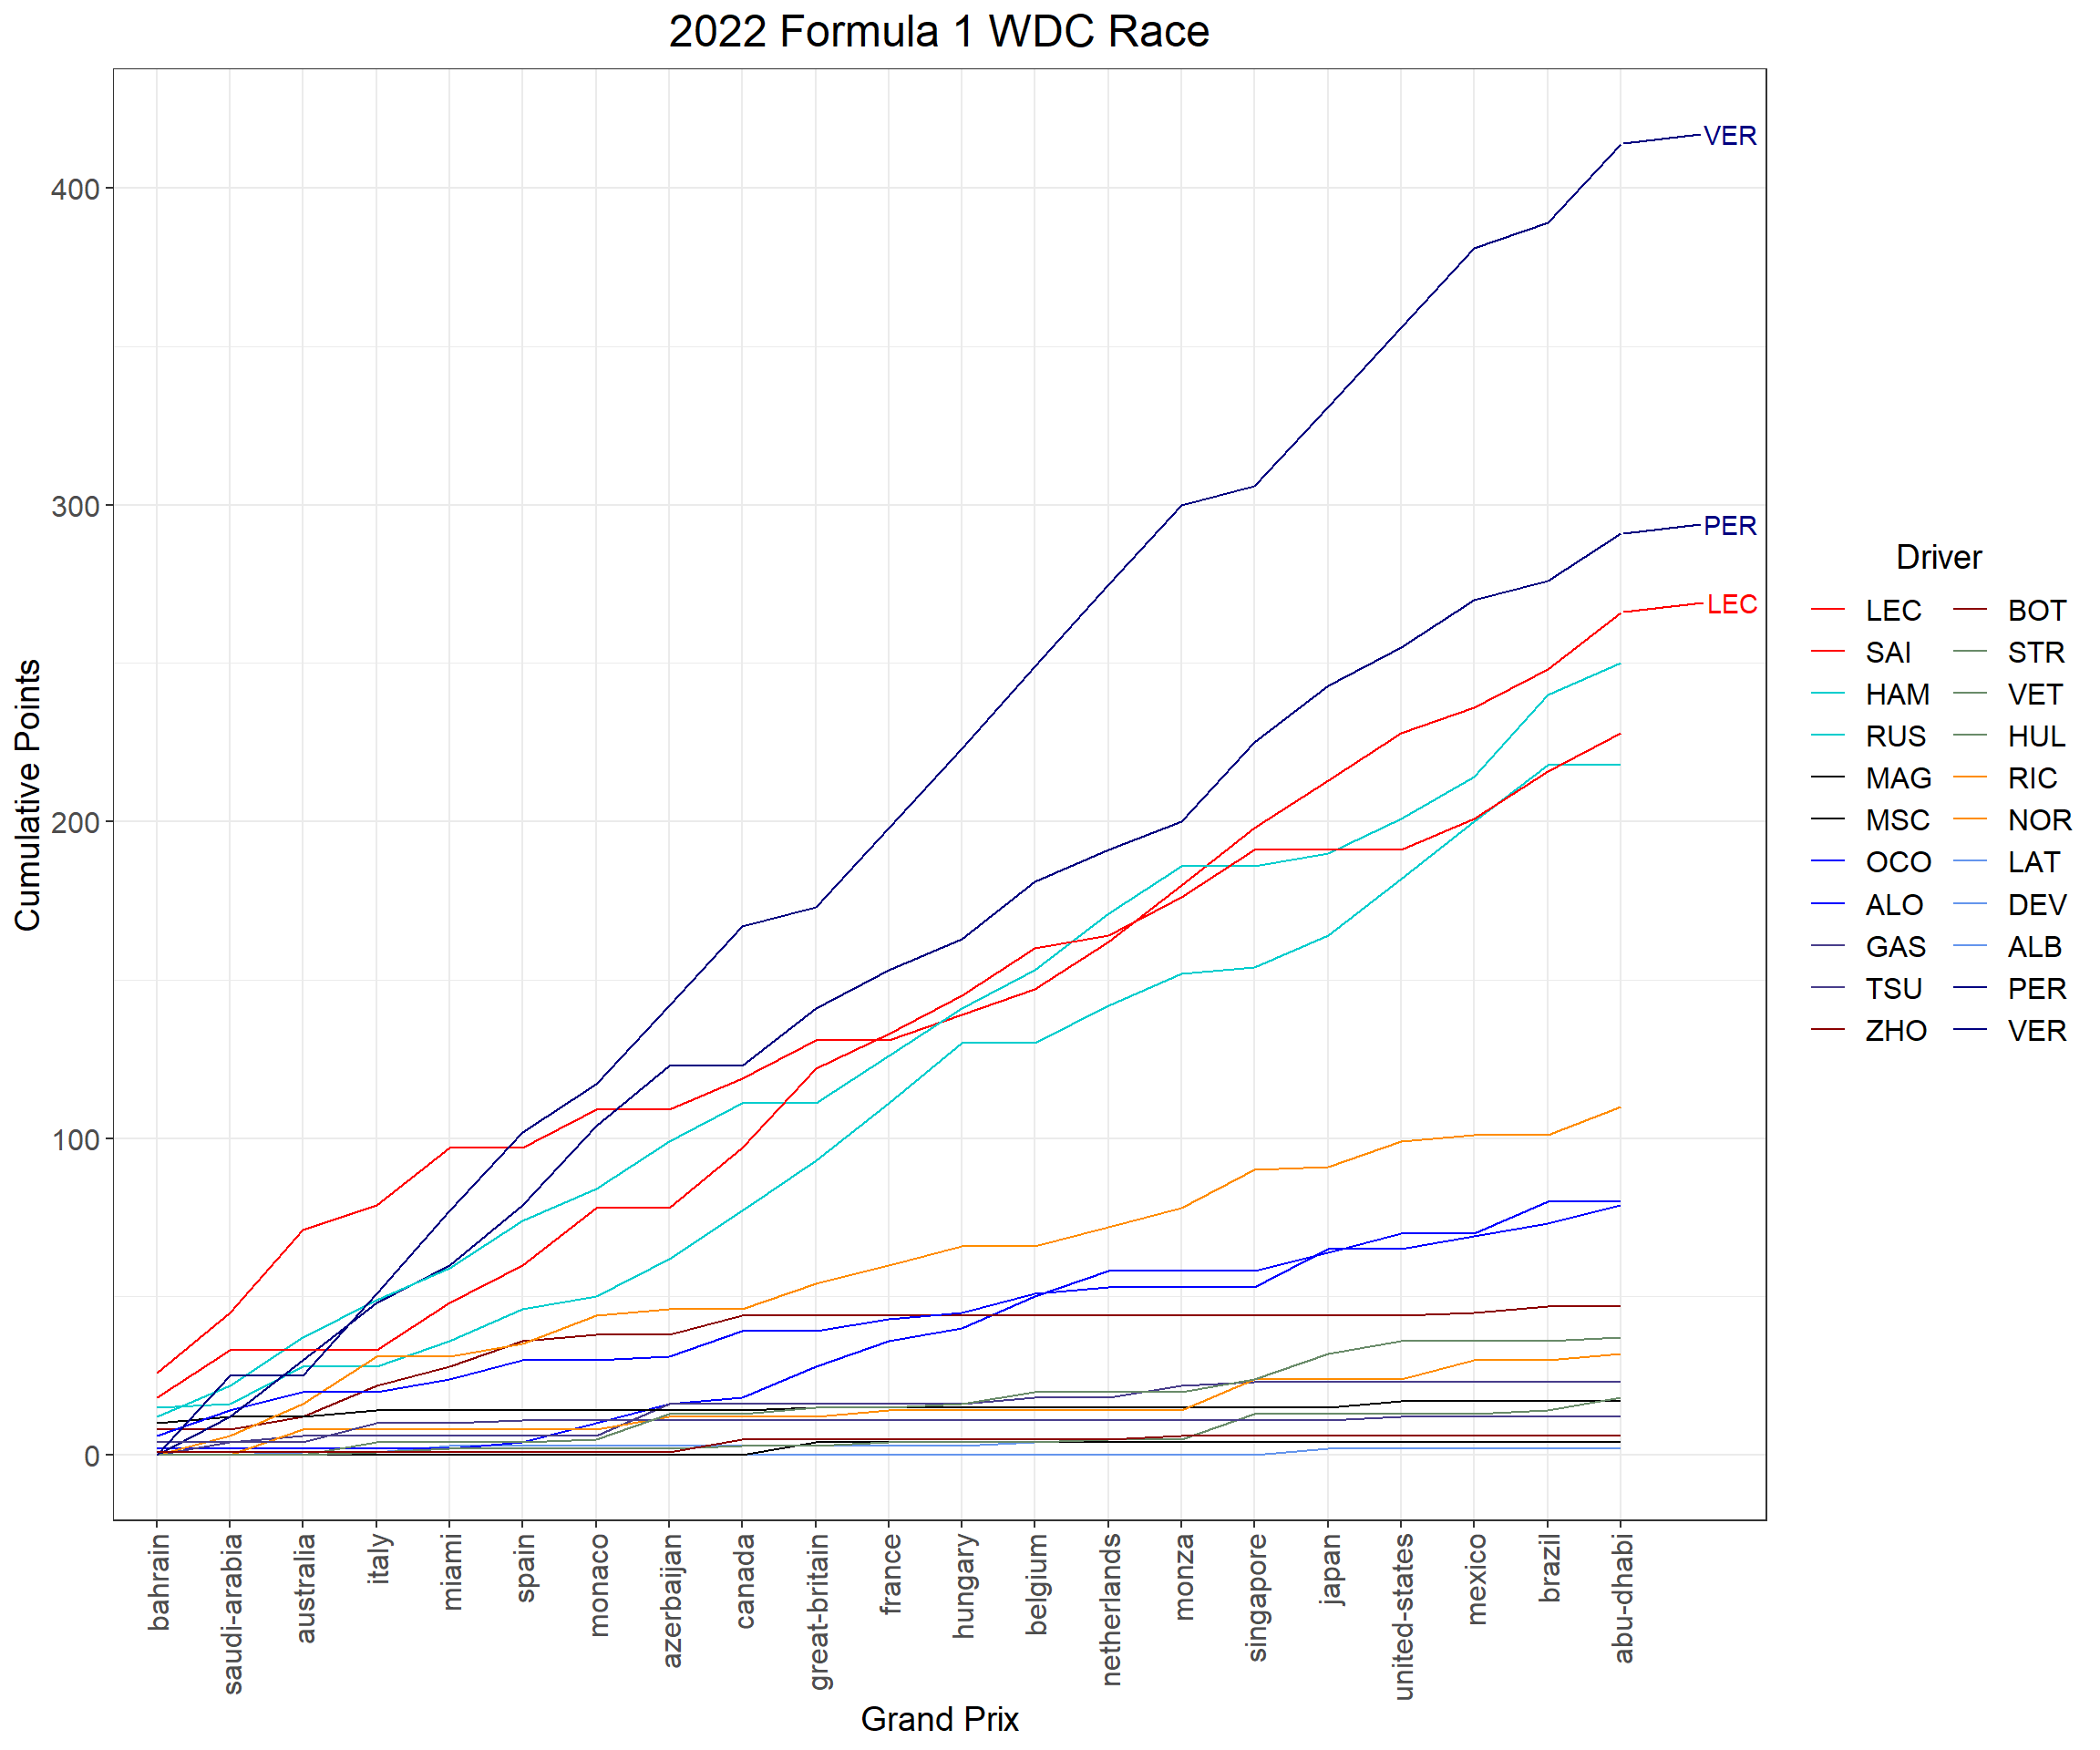 2022 Formula 1 WDC Race
VER
400
300
PER
LEC
200
100
0
Cumulative Points
bahrain
saudi-arabia
australia
italy
miami
spain
monaco
azerbaijan
canada
great-britain
france
hungary
belgium
netherlands
monza
singapore
japan
united-states
mexico
brazil
abu-dhabi
Grand Prix
Driver
LEC BOT
SAI STR
HAM VET
RUS HUL
MAG RIC
MSC NOR
OCO LAT
ALO DEV
GAS ALB
TSU PER
ZHO VER